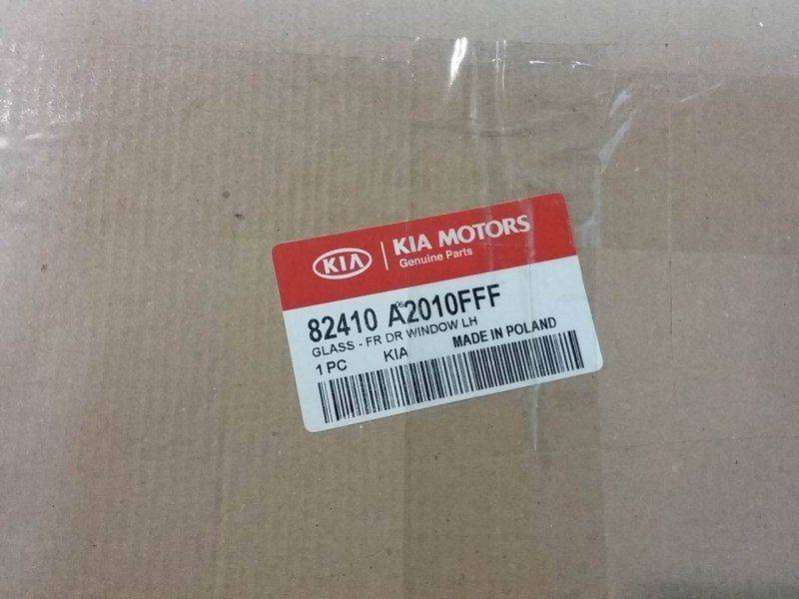 KIA
KIA MOTORS
Genuine Parts
82410 A2010FFF
GLASS - FR DR WINDOW LH
1 PC KIA MADE IN POLAND